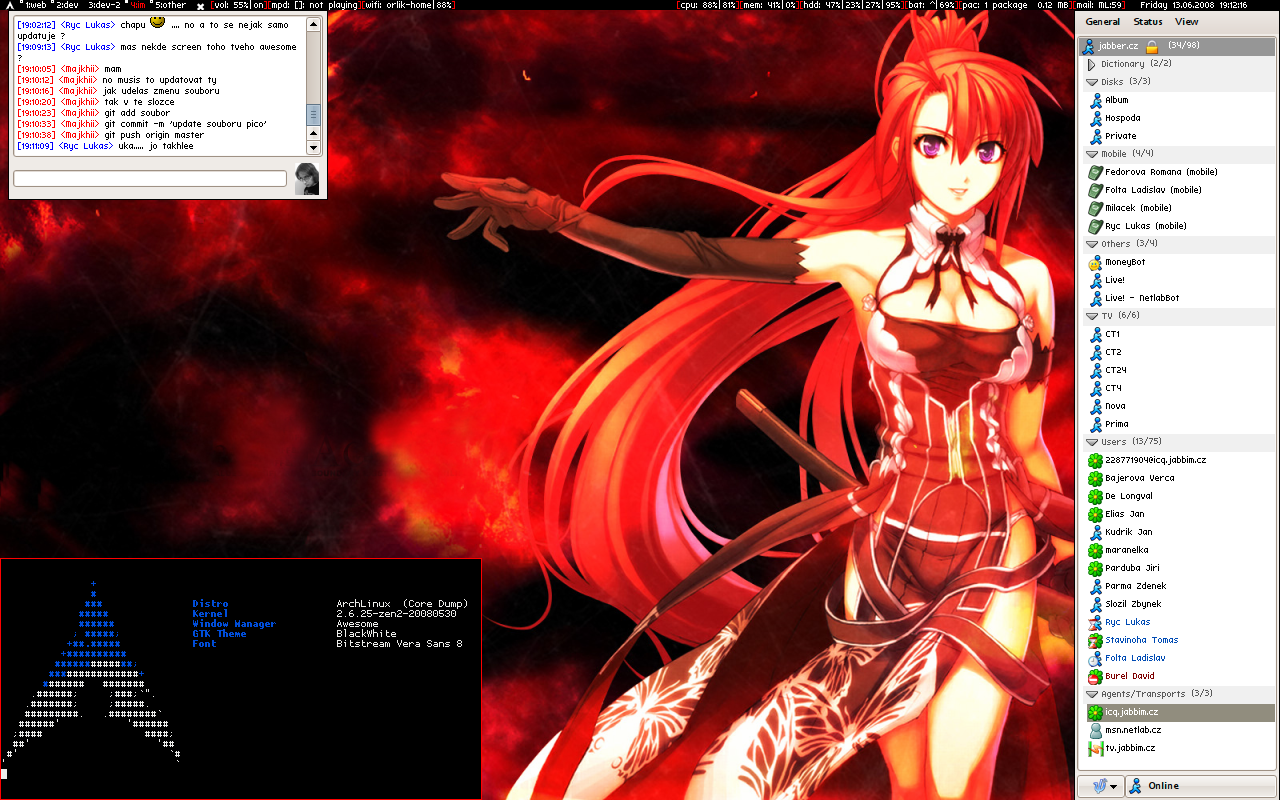 1:web 2:dev 3:dev-2 4:im 5:other [vol: 55%|on][mpd: []: not playing][wifi: orlik-home|88%] [cpu: 88%|81%][mem: 41%|0%][hdd: 47%|23%|27%|95%][bat: ^|69%][pac: 1 package 0.12 MB][mail: ML:59] Friday 13.06.2008 19:12:16
[19:02:12] <Ryc Lukas> chapu .... no a to se nejak samo
updatuje ?
[19:09:13] <Ryc Lukas> mas nekde screen toho tveho awesome
?
[19:10:05] <Majkhii> mam
[19:10:12] <Majkhii> no musis to updatovat ty
[19:10:16] <Majkhii> jak udelas zmenu souboru
[19:10:20] <Majkhii> tak v te slozce
[19:10:23] <Majkhii> git add soubor
[19:10:33] <Majkhii> git commit -m 'update souboru pico'
[19:10:38] <Majkhii> git push origin master
[19:11:09] <Ryc Lukas> uka..... jo takhlee
Distro ArchLinux (Core Dump)
Kernel 2.6.25-zen2-20080530
Window Manager Awesome
GTK Theme BlackWhite
Font Bitstream Vera Sans 8
General Status View
jabber.cz (34/98)
Dictionary (2/2)
Disks (3/3)
Album
Hospoda
Private
Mobile (4/4)
Fedorova Romana (mobile)
Folta Ladislav (mobile)
Milacek (mobile)
Ryc Lukas (mobile)
Others (3/4)
MoneyBot
Live!
Live! - NetlabBot
TV (6/6)
CT1
CT2
CT24
CT4
Nova
Prima
Users (13/75)
228771904@icq.jabbim.cz
Bajerova Verca
De Longval
Elias Jan
Kudrik Jan
maranelka
Parduba Jiri
Parma Zdenek
Slozil Zbynek
Ryc Lukas
Stavinoha Tomas
Folta Ladislav
Burel David
Agents/Transports (3/3)
icq.jabbim.cz
msn.netlab.cz
tv.jabbim.cz
Online